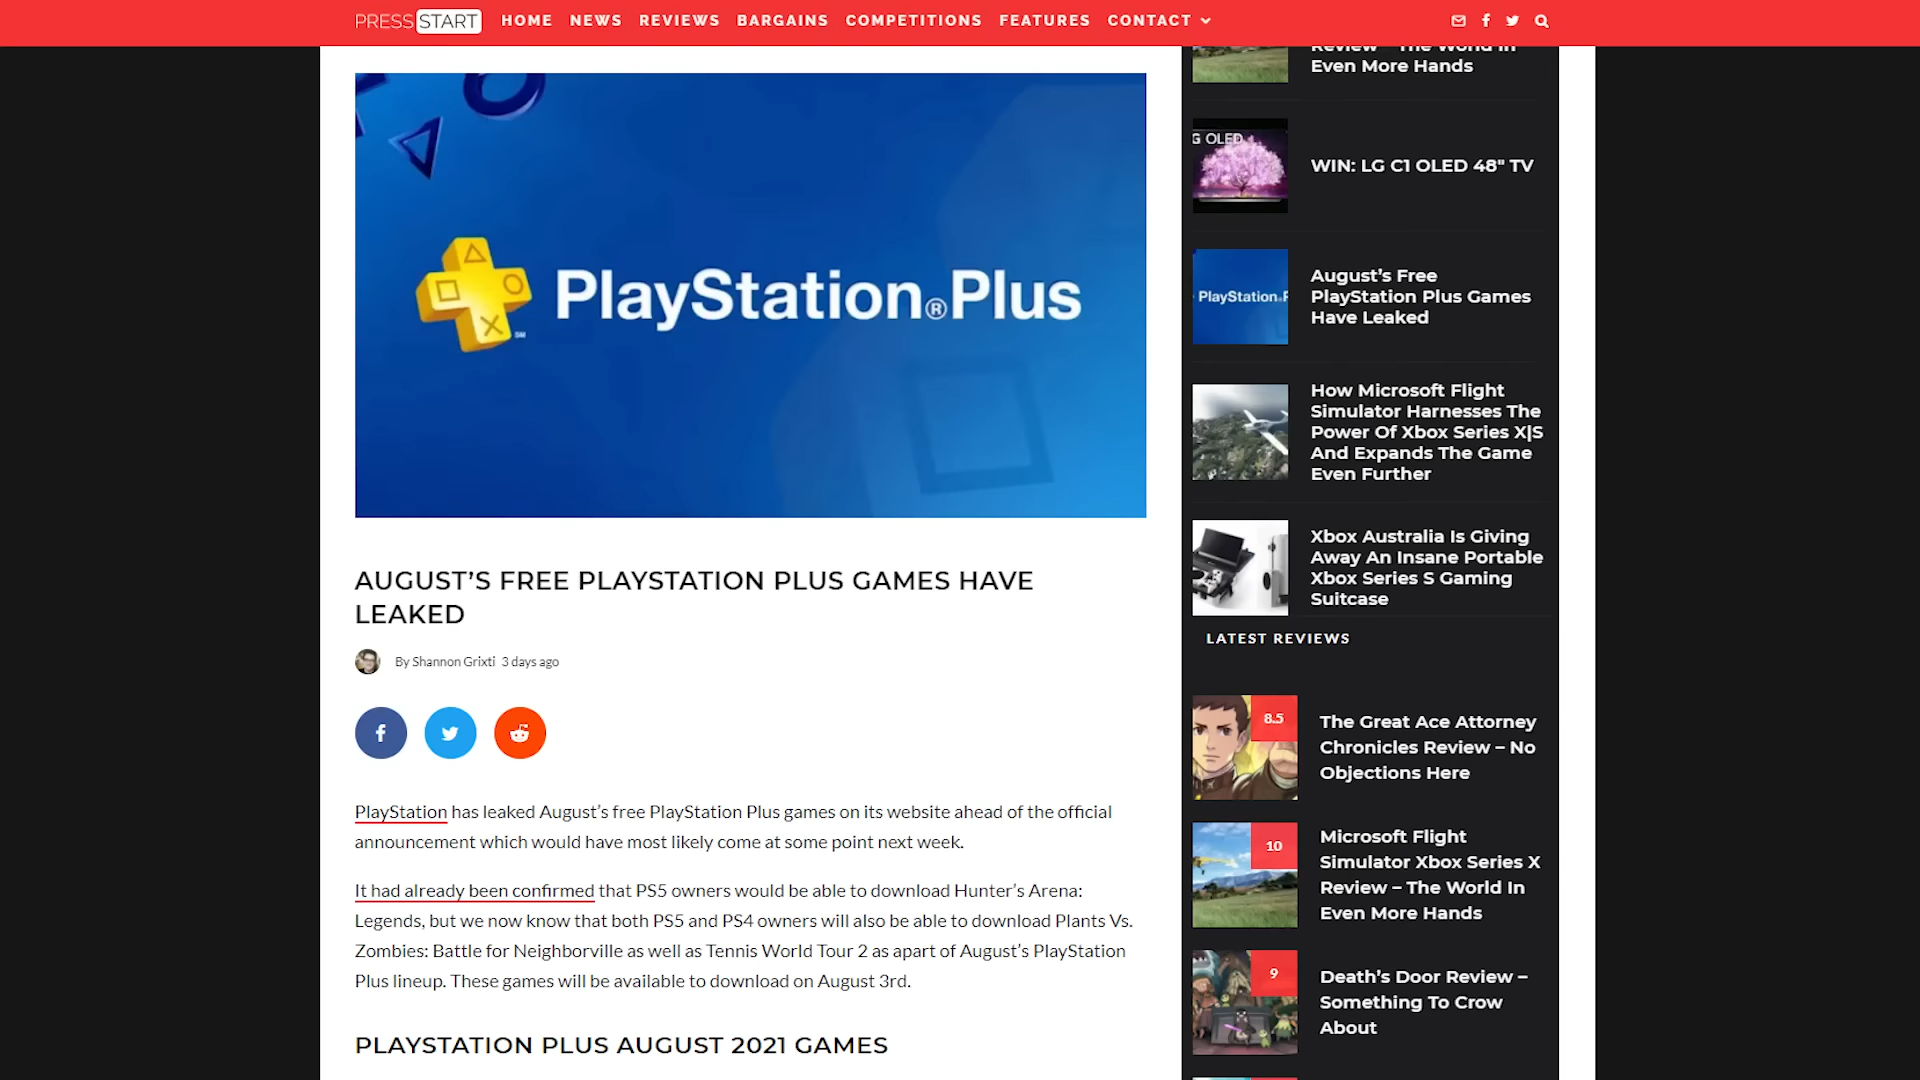 PRESS START HOME NEWS REVIEWS BARGAINS COMPETITIONS FEATURES CONTACT
PlayStation®Plus
SM
AUGUST'S FREE PLAYSTATION PLUS GAMES HAVE
LEAKED
By Shannon Grixti 3 days ago
PlayStation has leaked August's free PlayStation Plus games on its website ahead of the official
announcement which would have most likely come at some point next week.
It had already been confirmed that PS5 owners would be able to download Hunter's Arena:
Legends, but we now know that both PS5 and PS4 owners will also be able to download Plants Vs.
Zombies: Battle for Neighborville as well as Tennis World Tour 2 as apart of August's PlayStation
Plus lineup. These games will be available to download on August 3rd.
PLAYSTATION PLUS AUGUST 2021 GAMES
Review – The World In
Even More Hands
G OLED
WIN: LG C1 OLED 48" TV
PlayStation
August's Free
PlayStation Plus Games
Have Leaked
How Microsoft Flight
Simulator Harnesses The
Power Of Xbox Series X|S
And Expands The Game
Even Further
Xbox Australia Is Giving
Away An Insane Portable
Xbox Series S Gaming
Suitcase
LATEST REVIEWS
8.5
The Great Ace Attorney
Chronicles Review – No
Objections Here
10
Microsoft Flight
Simulator Xbox Series X
Review – The World In
Even More Hands
9
Death's Door Review –
Something To Crow
About